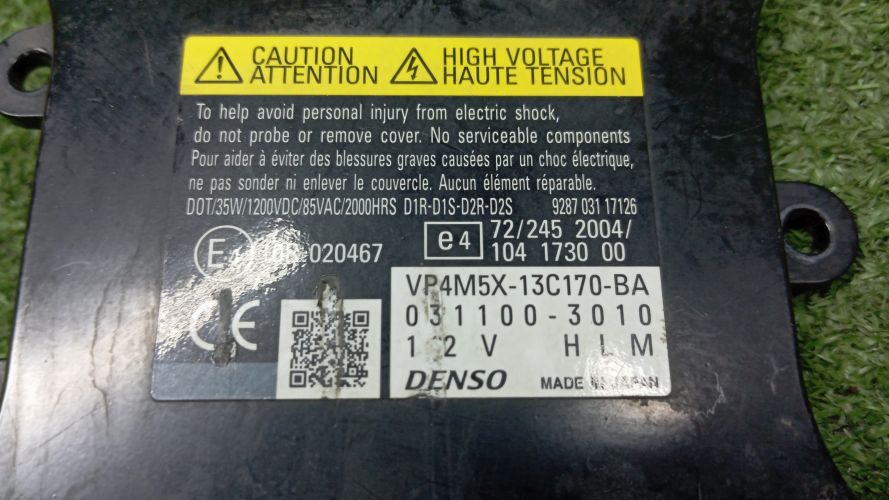 CAUTION
ATTENTION
HIGH VOLTAGE
HAUTE TENSION
To help avoid personal injury from electric shock,
do not probe or remove cover. No serviceable components
Pour aider à éviter des blessures graves causées par un choc électrique,
ne pas sonder ni enlever le couvercle. Aucun élément réparable.
DOT/35W/1200VDC/85VAC/2000HRS D1R-D1S-D2R-D2S 9287 031 17126
E 020467
e4
72/245 2004/
104 1730 00
CE
VP4M5X-13C170-BA
031100-3010
12V HLM
DENSO MADE IN JAPAN